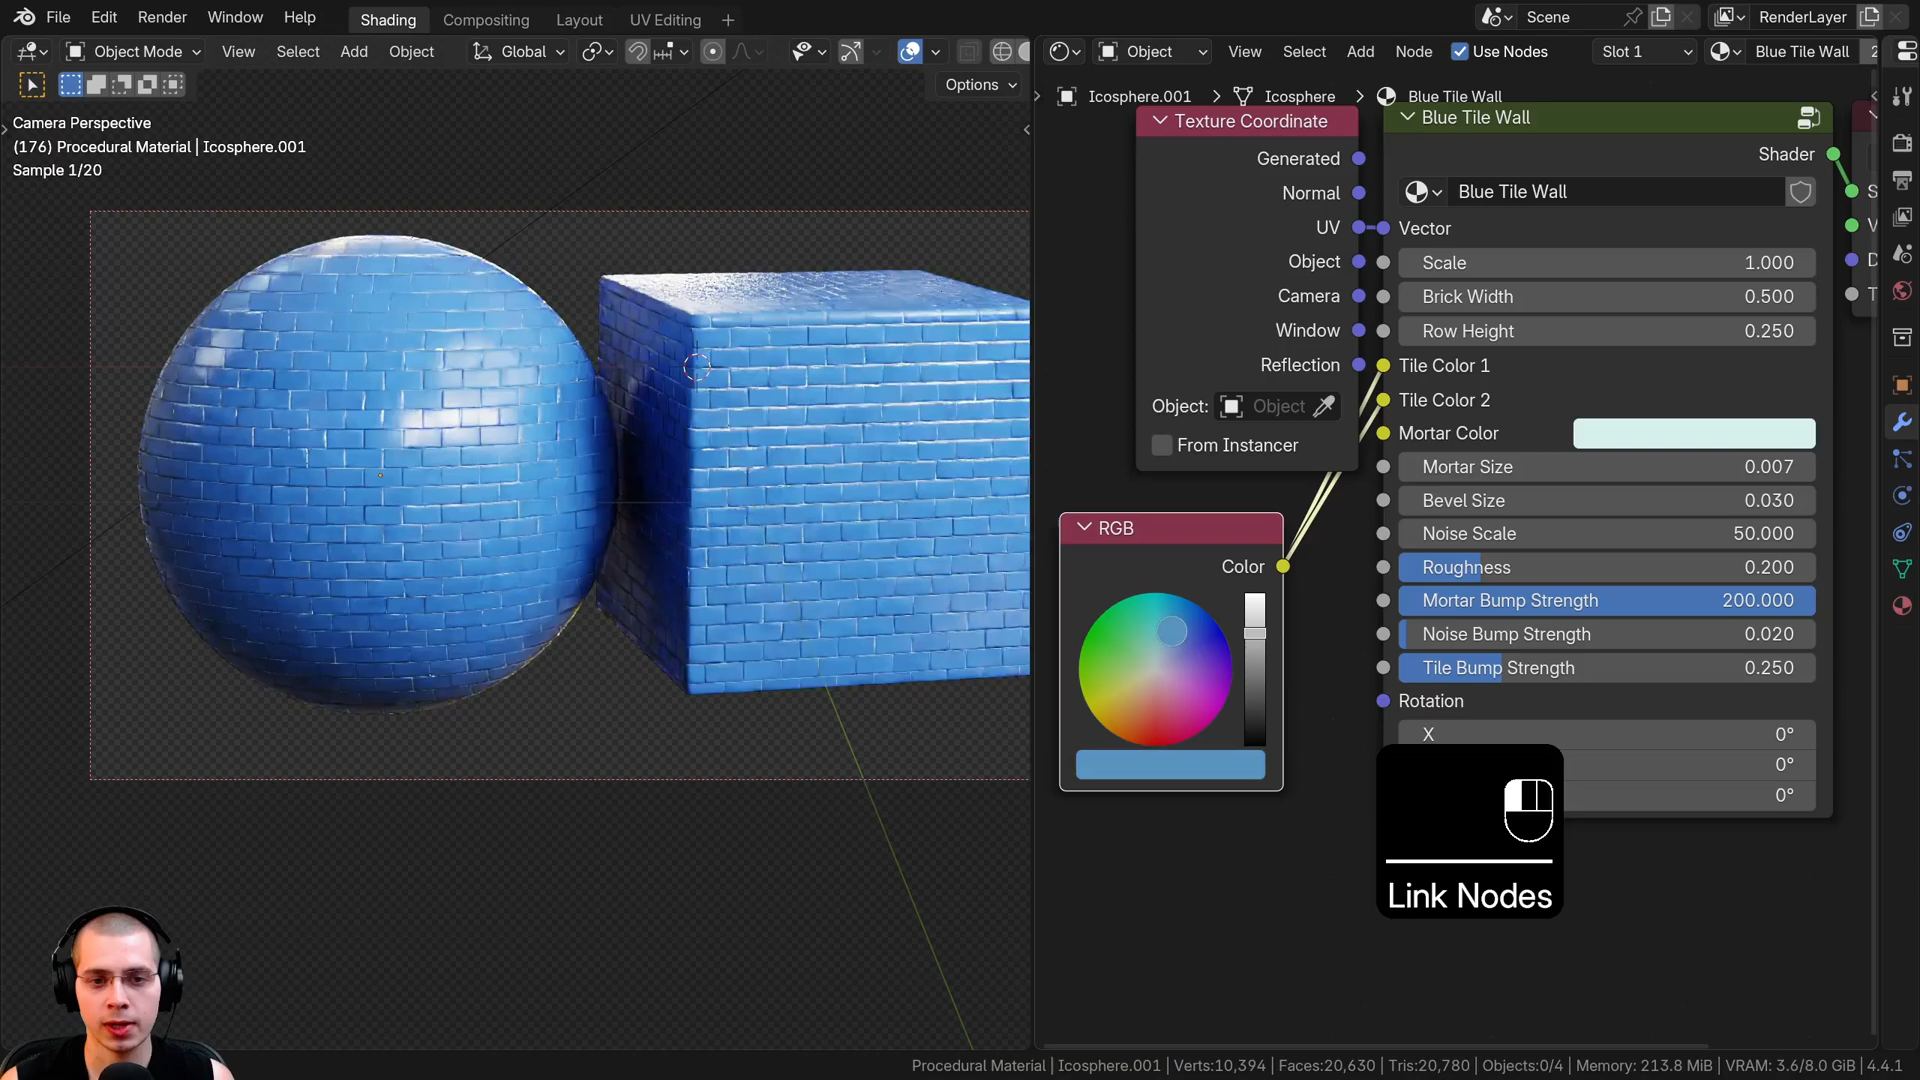 File Edit Render Window Help Shading Compositing Layout UV Editing + Scene RenderLayer
Object Mode View Select Add Object Global Object View Select Add Node Use Nodes Slot 1 Blue Tile Wall 2
Options
Icosphere.001 > Icosphere > Blue Tile Wall
Camera Perspective
(176) Procedural Material | Icosphere.001
Sample 1/20
Texture Coordinate
Generated
Normal
UV
Object
Camera
Window
Reflection
Object: Object
From Instancer
Blue Tile Wall
Shader
Blue Tile Wall
Vector
Scale 1.000
Brick Width 0.500
Row Height 0.250
Tile Color 1
Tile Color 2
Mortar Color
Mortar Size 0.007
Bevel Size 0.030
Noise Scale 50.000
Roughness 0.200
Mortar Bump Strength 200.000
Noise Bump Strength 0.020
Tile Bump Strength 0.250
Rotation
X 0°
0°
0°
S
V
D
T
RGB
Color
Link Nodes
Procedural Material | Icosphere.001 | Verts:10,394 | Faces:20,630 | Tris:20,780 | Objects:0/4 | Memory: 213.8 MiB | VRAM: 3.6/8.0 GiB | 4.4.1